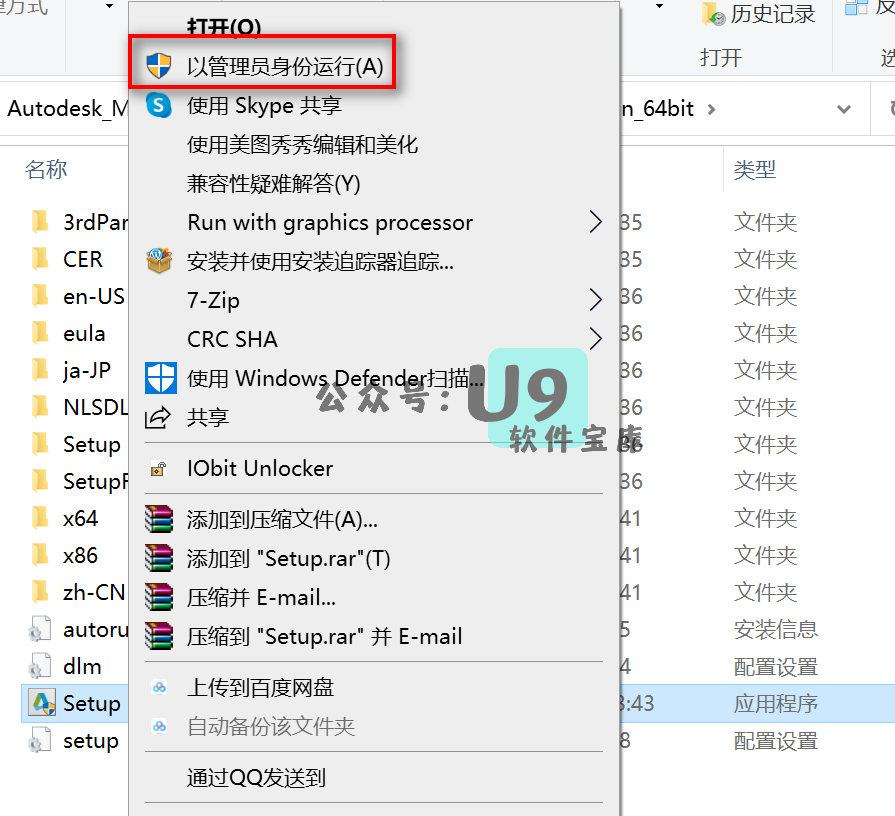 捷方式
历史记录
打开
反
选
Autodesk_M
n_64bit
名称
类型
打开(O)
以管理员身份运行(A)
使用 Skype 共享
使用美图秀秀编辑和美化
兼容性疑难解答(Y)
Run with graphics processor
安装并使用安装追踪器追踪...
7-Zip
CRC SHA
使用 Windows Defender扫描...
共享
IObit Unlocker
添加到压缩文件(A)...
添加到 "Setup.rar"(T)
压缩并 E-mail...
压缩到 "Setup.rar" 并 E-mail
上传到百度网盘
自动备份该文件夹
通过QQ发送到
公众号：U9
软件宝库
3rdPar 35 文件夹
CER 35 文件夹
en-US 36 文件夹
eula 36 文件夹
ja-JP 36 文件夹
NLSDL 36 文件夹
Setup 36 文件夹
SetupR 36 文件夹
x64 41 文件夹
x86 41 文件夹
zh-CN 41 文件夹
autoru 5 安装信息
dlm 4 配置设置
Setup 3:43 应用程序
setup 8 配置设置